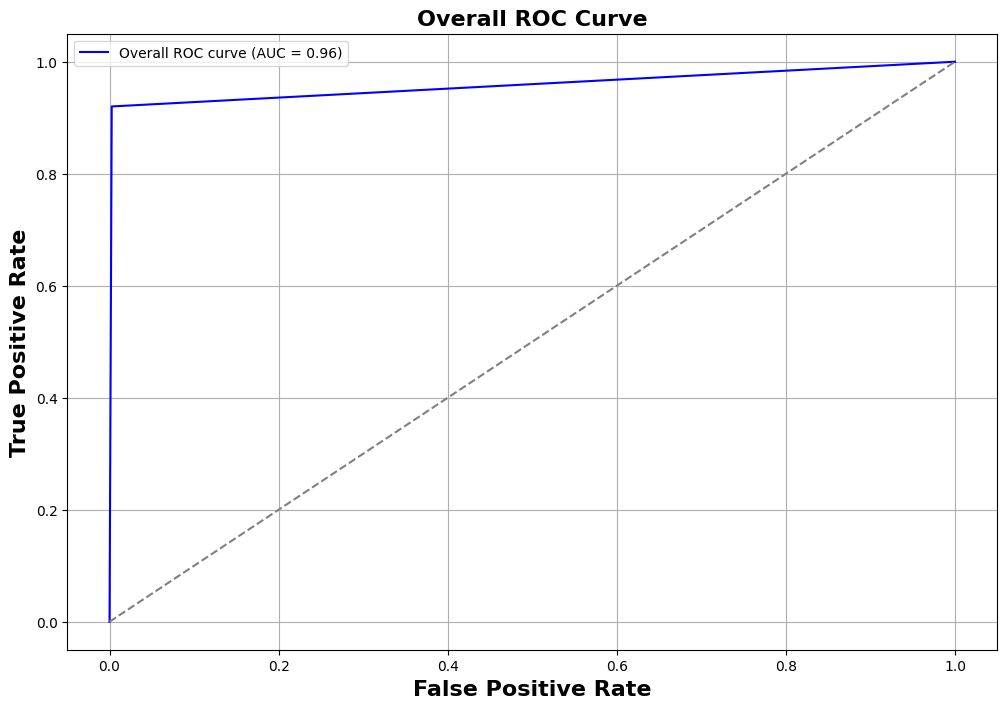 Overall ROC Curve
Overall ROC curve (AUC = 0.96)
1.0
0.8
0.6
0.4
0.2
0.0
True Positive Rate
0.0 0.2 0.4 0.6 0.8 1.0
False Positive Rate